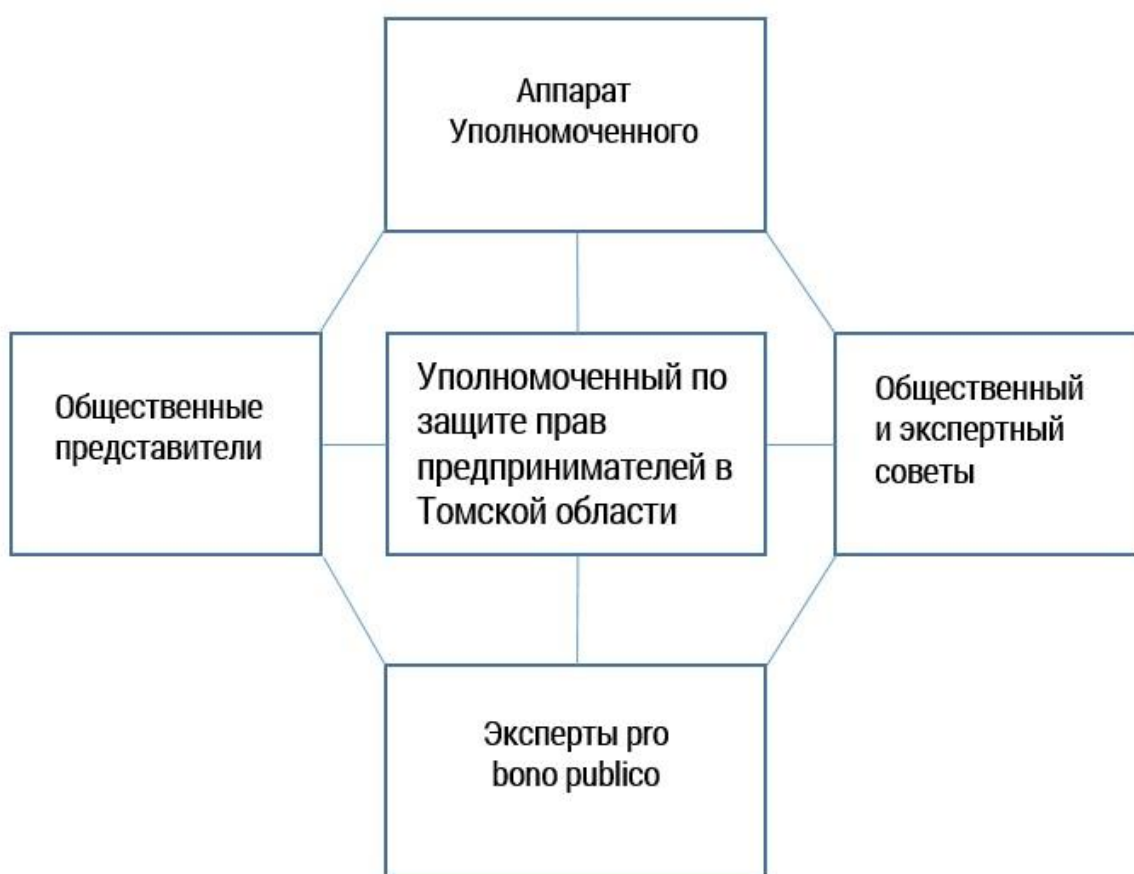 Аппарат
Уполномоченного
Общественные
представители
Уполномоченный по
защите прав
предпринимателей в
Томской области
Общественный
и экспертный
советы
Эксперты pro
bono publico